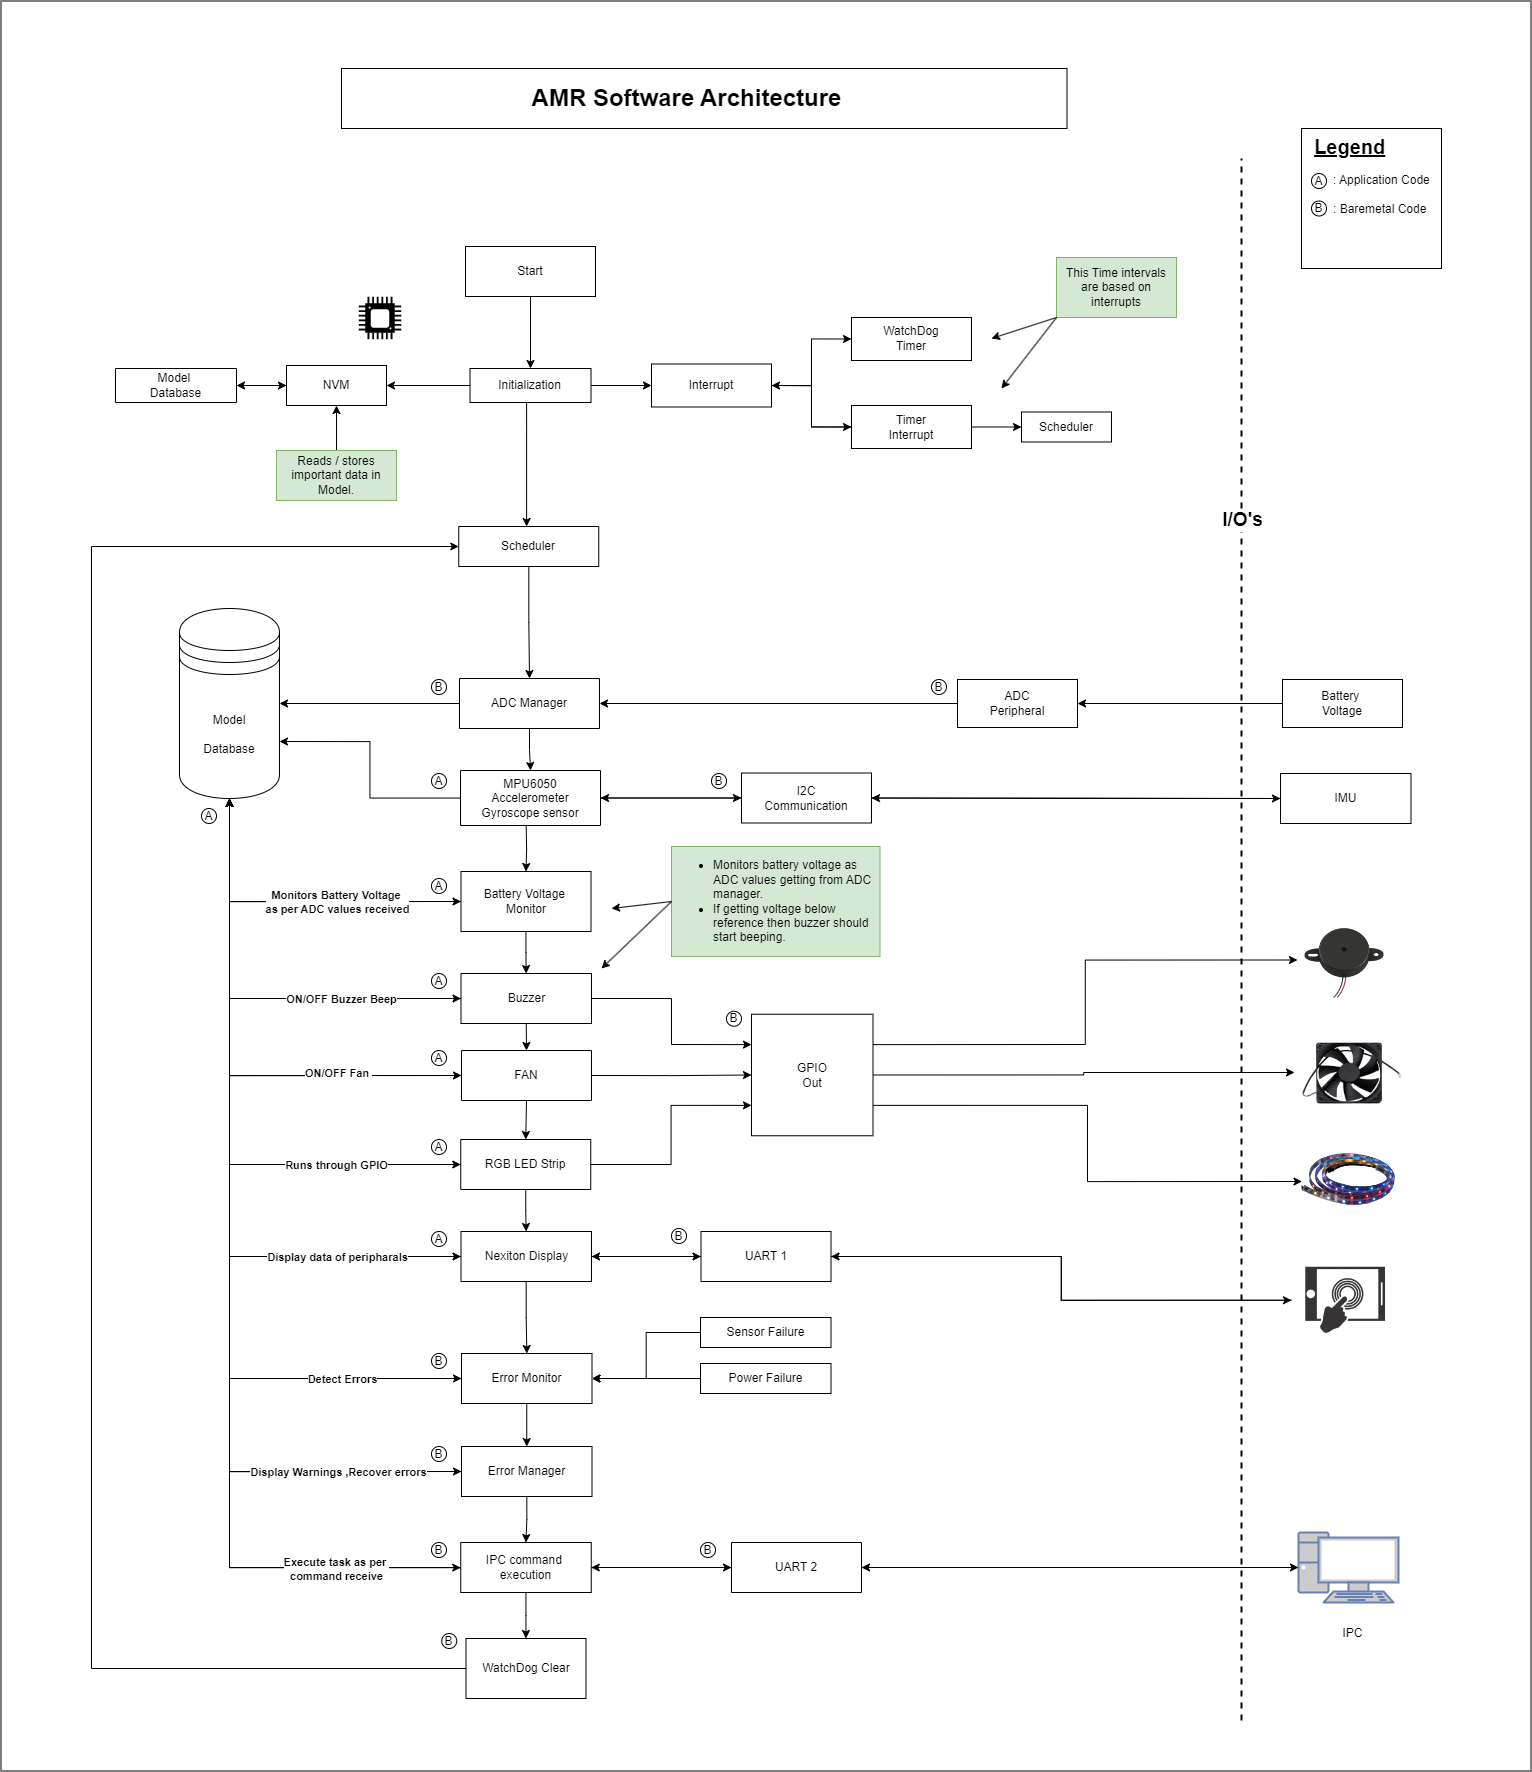 AMR Software Architecture
Legend
A : Application Code
B : Baremetal Code
Start
This Time intervals
are based on
interrupts
WatchDog
Timer
Model
Database
NVM
Initialization
Interrupt
Timer
Interrupt
Scheduler
Reads / stores
important data in
Model.
I/O's
Scheduler
Model
Database
B
ADC Manager
B
ADC
Peripheral
Battery
Voltage
A
MPU6050
Accelerometer
Gyroscope sensor
B
I2C
Communication
IMU
A
Monitors Battery Voltage
as per ADC values received
A
Battery Voltage
Monitor
• Monitors battery voltage as
ADC values getting from ADC
manager.
• If getting voltage below
reference then buzzer should
start beeping.
ON/OFF Buzzer Beep
A
Buzzer
B
GPIO
Out
ON/OFF Fan
A
FAN
Runs through GPIO
A
RGB LED Strip
Display data of peripharals
A
Nexiton Display
B
UART 1
Sensor Failure
Detect Errors
B
Error Monitor
Power Failure
Display Warnings ,Recover errors
B
Error Manager
Execute task as per
command receive
B
IPC command
execution
B
UART 2
IPC
B
WatchDog Clear